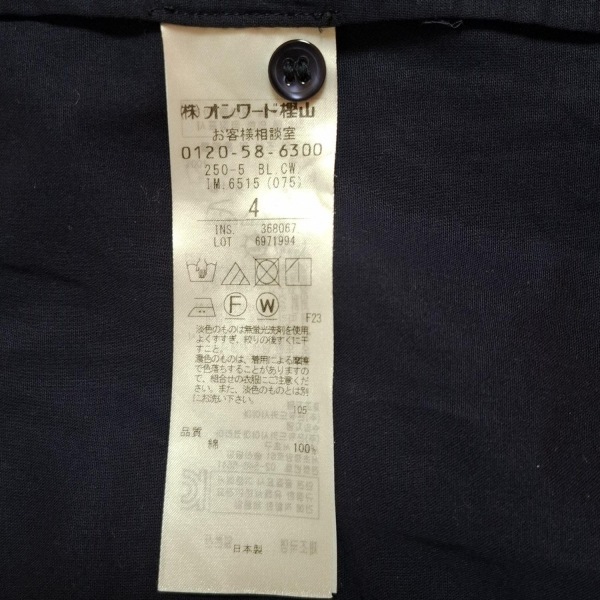 (株)オンワード樫山
お客様相談室
0120-58-6300
250-5 BL.CW.
IM.6515 (075)
4
INS. 368067
LOT 6971994
F W
F23
淡色のものは無蛍光洗剤を使用
よくすすぎ、絞りの後すぐに干
すこと。
濃色のものは、着用による摩擦
で色落ちすることがありますの
で、組合せの衣服にご注意くだ
さい。また、淡色のものとは別
にお洗い下さい。
105
品質
綿 100%
日本製